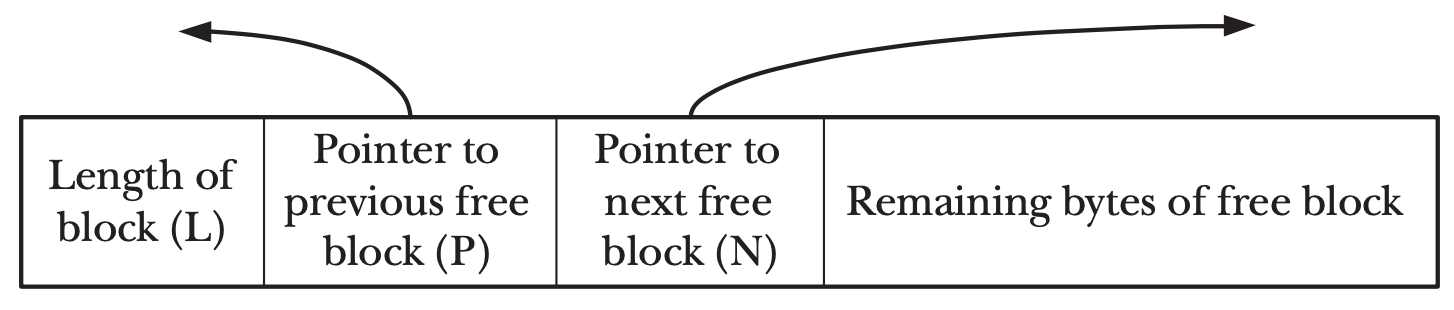 Length of
block (L)
Pointer to
previous free
block (P)
Pointer to
next free
block (N)
Remaining bytes of free block